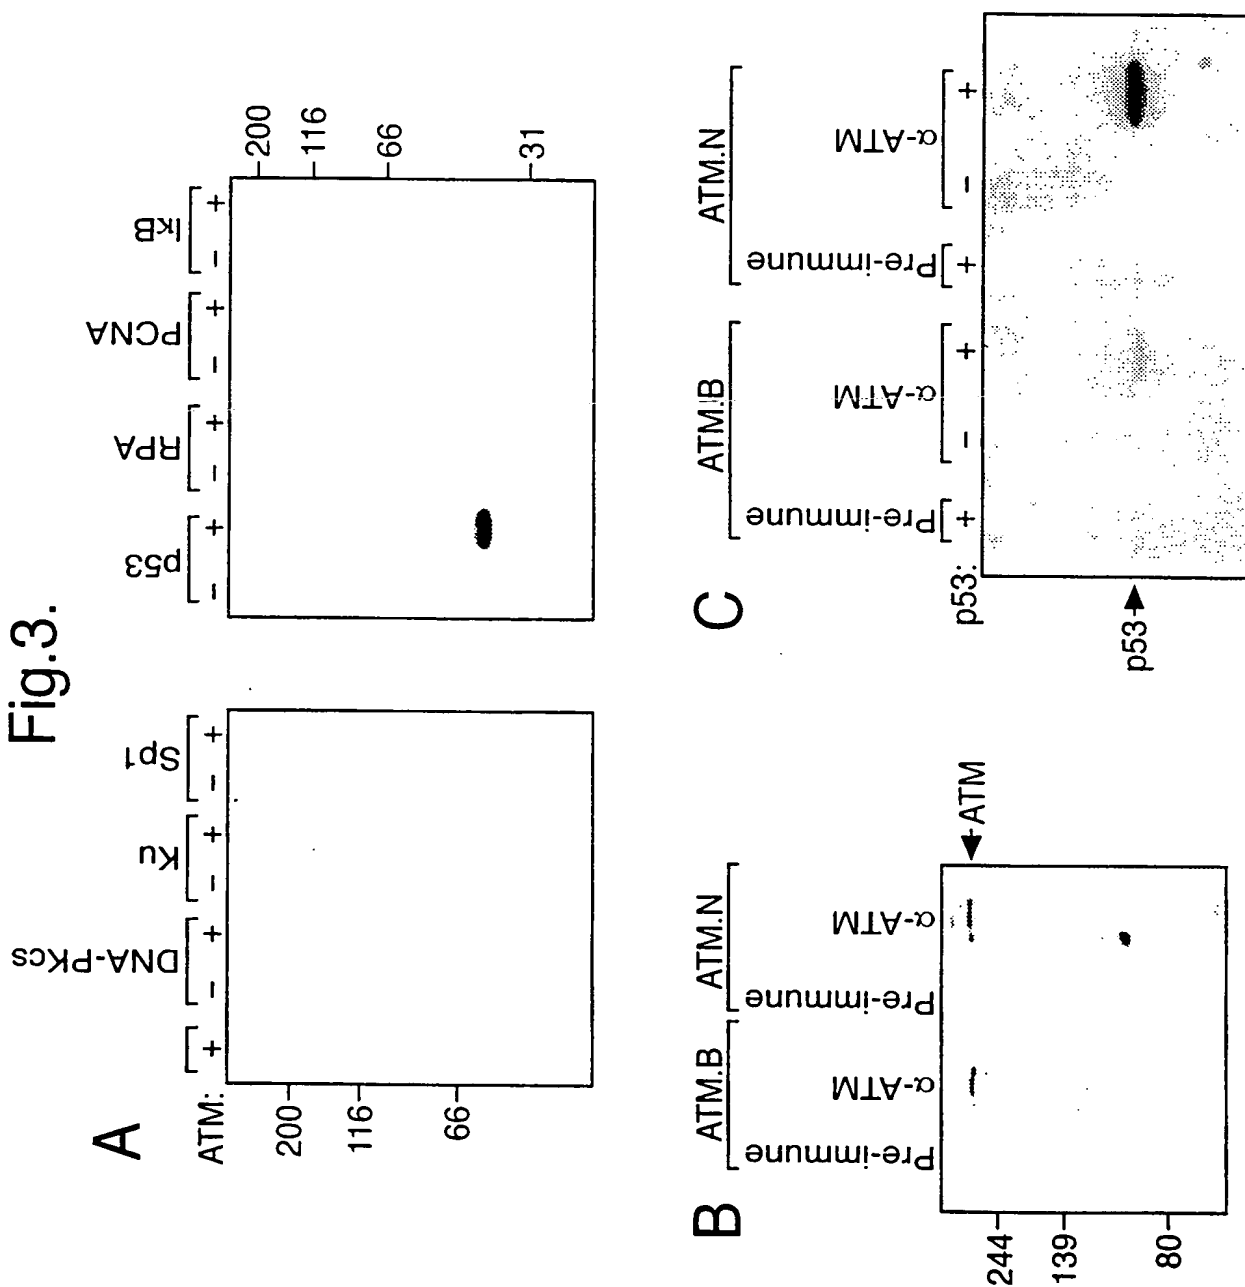 Fig.3.
A
ATM: + DNA-PKcs - + Ku - + Sp1 - +
200
116
66
p53 - + RPA - + PCNA - + IκB - +
200
116
66
31
B
ATM.B ATM.N
Pre-immune α-ATM Pre-immune α-ATM
244
139
80
ATM
C
ATM.B ATM.N
Pre-immune α-ATM Pre-immune α-ATM
p53: + - + + - +
p53